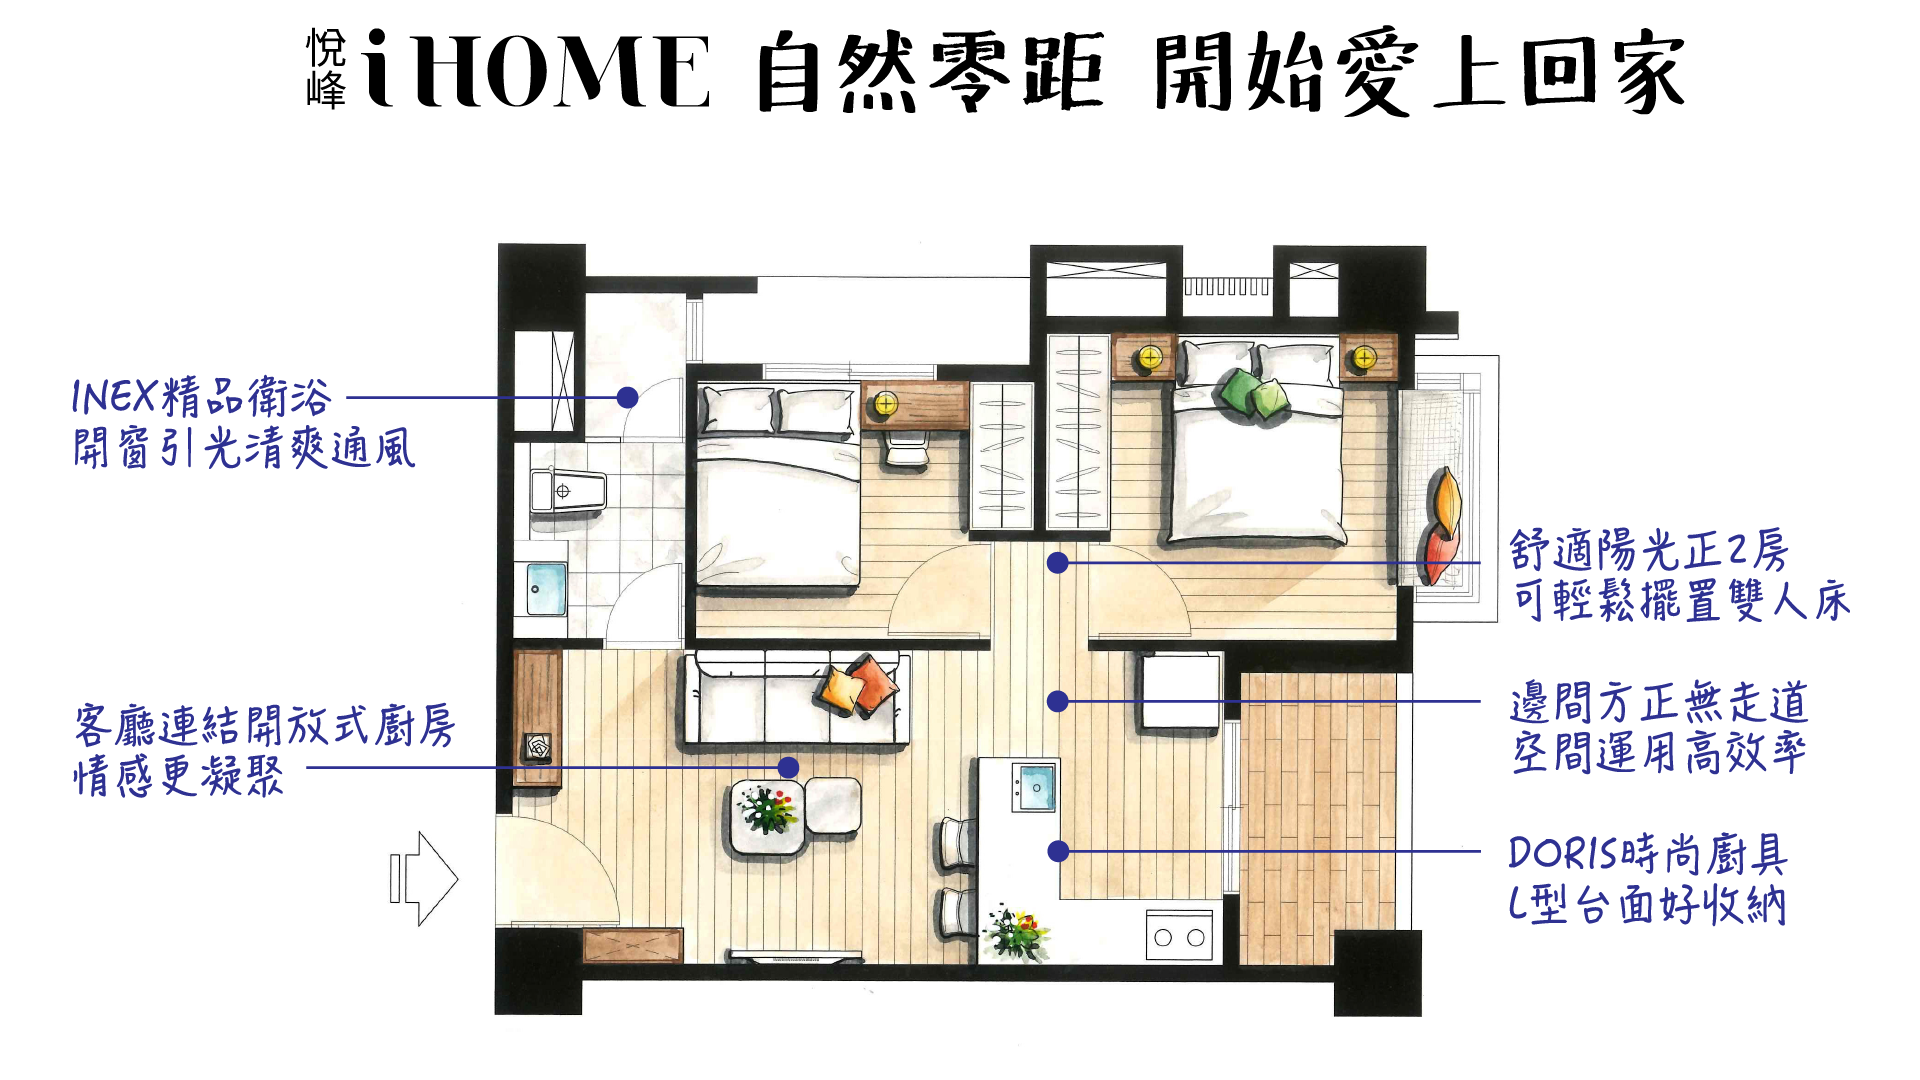 悅峰 iHOME 自然零距 開始愛上回家
INEX精品衛浴
開窗引光清爽通風
舒適陽光正2房
可輕鬆擺置雙人床
客廳連結開放式廚房
情感更凝聚
邊間方正無走道
空間運用高效率
DORIS時尚廚具
L型台面好收納